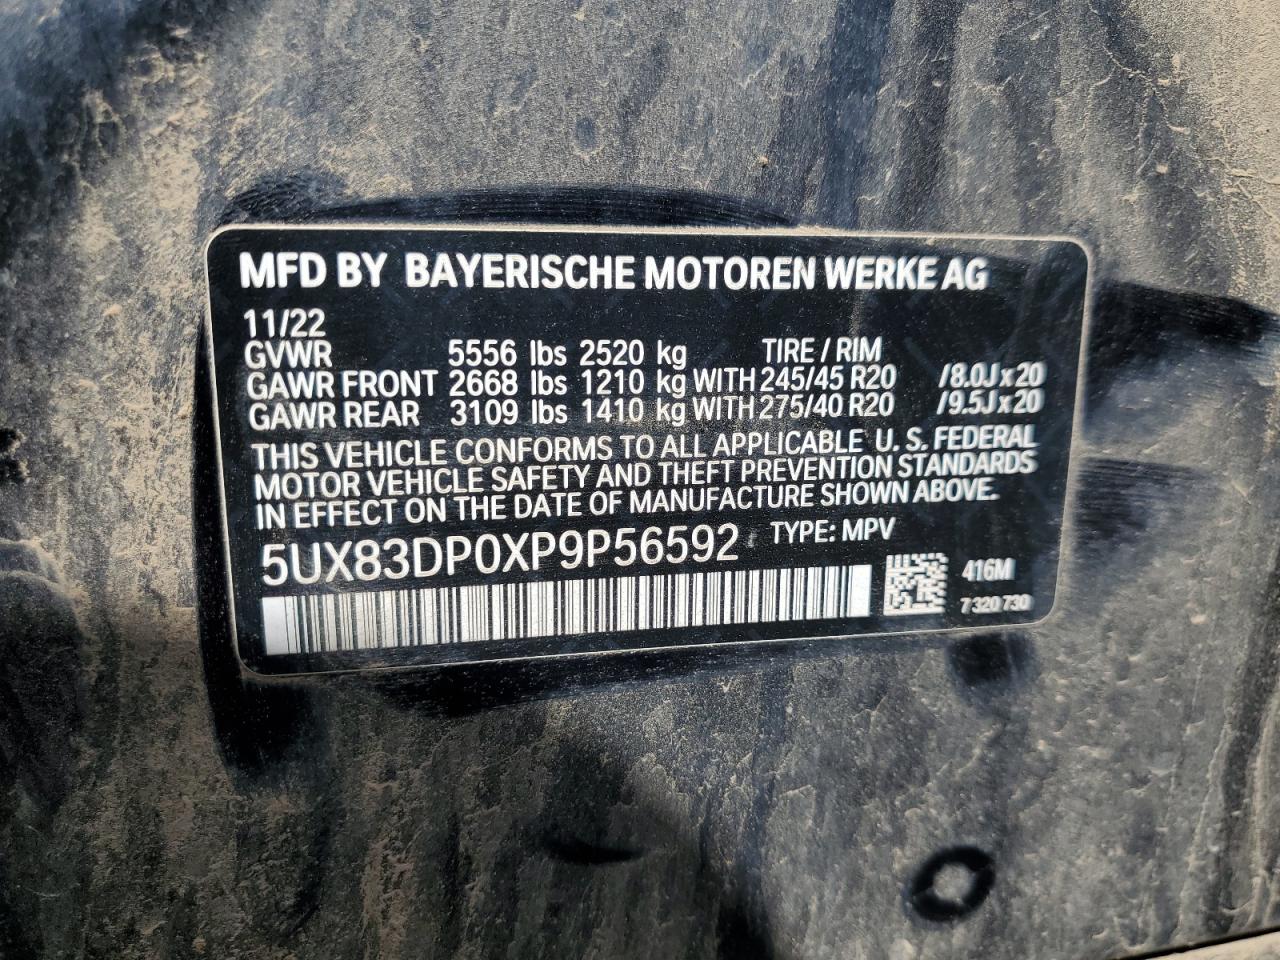 MFD BY BAYERISCHE MOTOREN WERKE AG
11/22
GVWR 5556 lbs 2520 kg TIRE / RIM
GAWR FRONT 2668 lbs 1210 kg WITH 245/45 R20 /8.0J x 20
GAWR REAR 3109 lbs 1410 kg WITH 275/40 R20 /9.5J x 20
THIS VEHICLE CONFORMS TO ALL APPLICABLE U. S. FEDERAL
MOTOR VEHICLE SAFETY AND THEFT PREVENTION STANDARDS
IN EFFECT ON THE DATE OF MANUFACTURE SHOWN ABOVE.
5UX83DP0XP9P56592 TYPE: MPV
416M
7 320 730